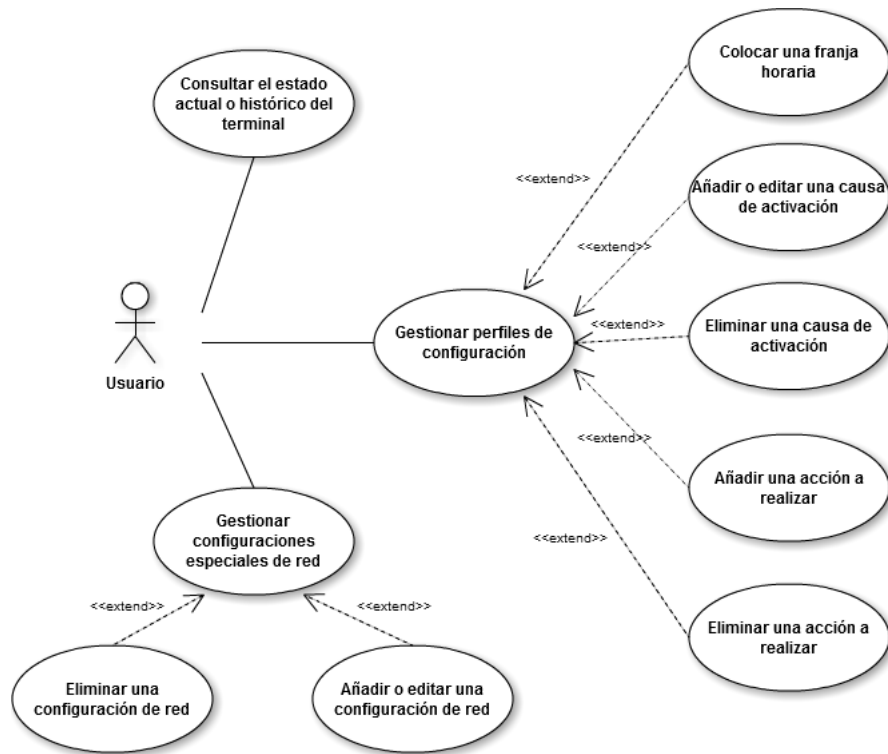 Colocar una franja
horaria
Consultar el estado
actual o histórico del
terminal
<<extend>>
Añadir o editar una causa
de activación
<<extend>>
<<extend>>
Eliminar una causa de
activación
Gestionar perfiles de
configuración
Usuario
<<extend>>
Añadir una acción a
realizar
Gestionar
configuraciones
especiales de red
<<extend>>
<<extend>>
<<extend>>
Eliminar una acción a
realizar
Eliminar una
configuración de red
Añadir o editar una
configuración de red